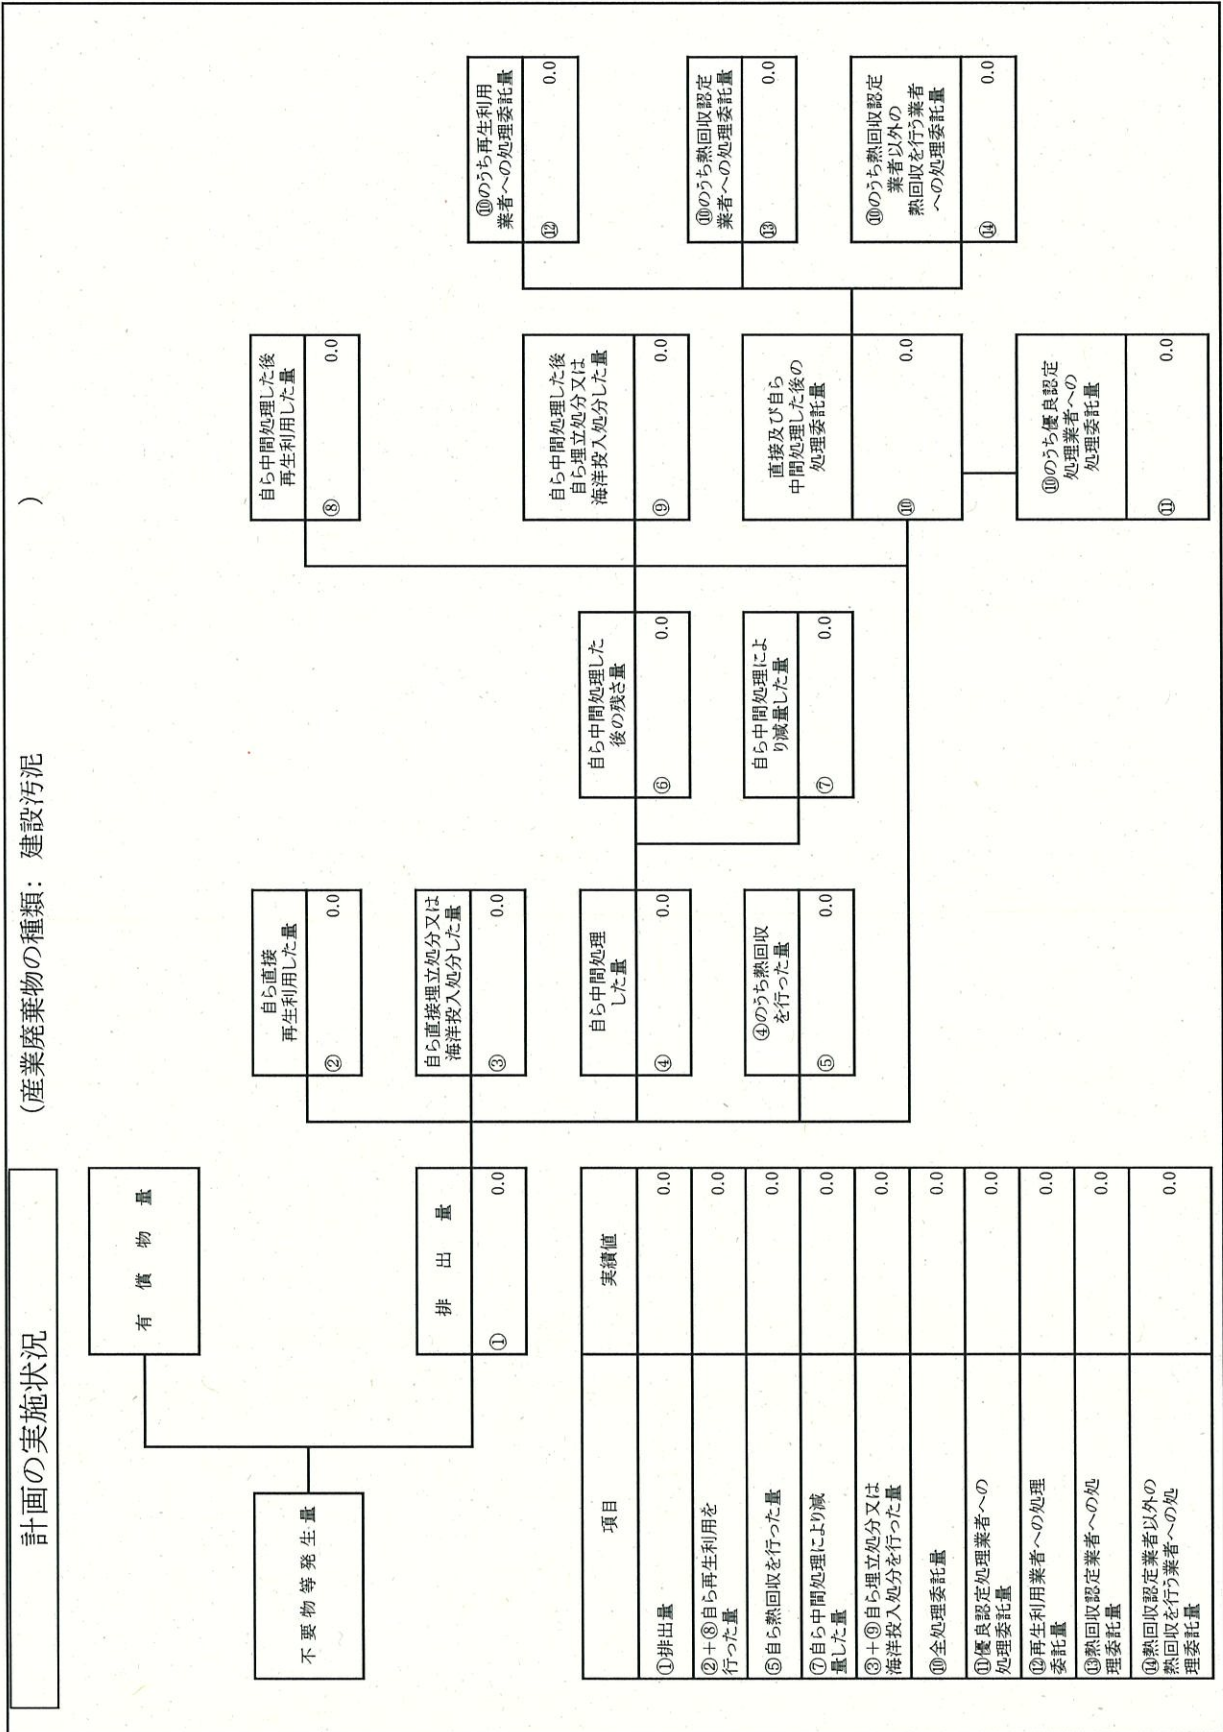 計画の実施状況
(産業廃棄物の種類： 建設汚泥 )
不要物等発生量
有償物量
排出量
① 0.0
自ら直接
再生利用した量
② 0.0
自ら直接埋立処分又は
海洋投入処分した量
③ 0.0
自ら中間処理
した量
④ 0.0
④のうち熱回収
を行った量
⑤ 0.0
自ら中間処理した
後の残さ量
⑥ 0.0
自ら中間処理によ
り減量した量
⑦ 0.0
自ら中間処理した後
再生利用した量
⑧ 0.0
自ら中間処理した後
自ら埋立処分又は
海洋投入処分した量
⑨ 0.0
直接及び自ら
中間処理した後の
処理委託量
⑩ 0.0
⑩のうち優良認定
処理業者への
処理委託量
⑪ 0.0
⑩のうち再生利用
業者への処理委託量
⑫ 0.0
⑩のうち熱回収認定
業者への処理委託量
⑬ 0.0
⑩のうち熱回収認定
業者以外の
熱回収を行う業者
への処理委託量
⑭ 0.0
項目 実績値
①排出量 0.0
②＋⑧自ら再生利用を
行った量 0.0
⑤自ら熱回収を行った量 0.0
⑦自ら中間処理により減
量した量 0.0
③＋⑨自ら埋立処分又は
海洋投入処分を行った量 0.0
⑩全処理委託量 0.0
⑪優良認定処理業者への
処理委託量 0.0
⑫再生利用業者への処理
委託量 0.0
⑬熱回収認定業者への処
理委託量 0.0
⑭熱回収認定業者以外の
熱回収を行う業者への処
理委託量 0.0